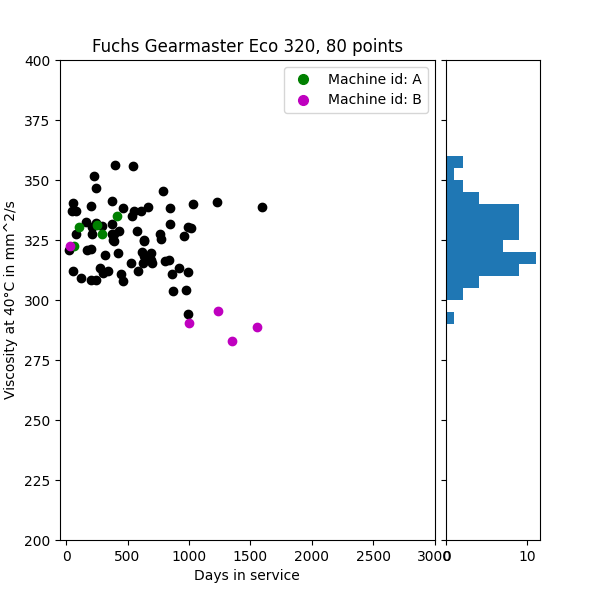 Fuchs Gearmaster Eco 320, 80 points
Machine id: A
Machine id: B
Viscosity at 40°C in mm^2/s
400
375
350
325
300
275
250
225
200
0 500 1000 1500 2000 2500 3000
0 10
Days in service